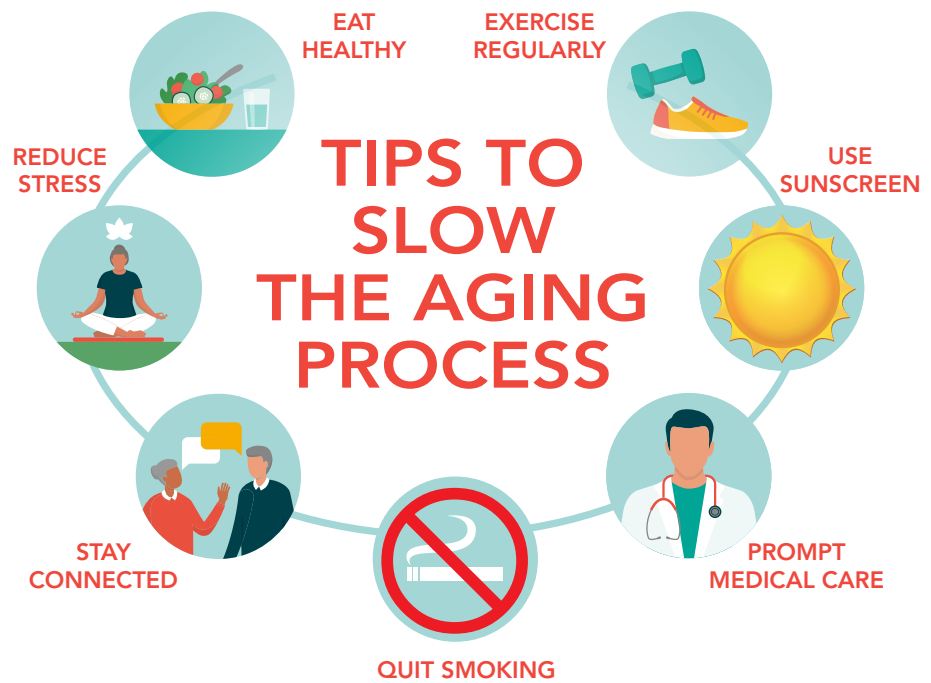 EAT
HEALTHY
EXERCISE
REGULARLY
TIPS TO
SLOW
THE AGING
PROCESS
REDUCE
STRESS
USE
SUNSCREEN
STAY
CONNECTED
PROMPT
MEDICAL CARE
QUIT SMOKING